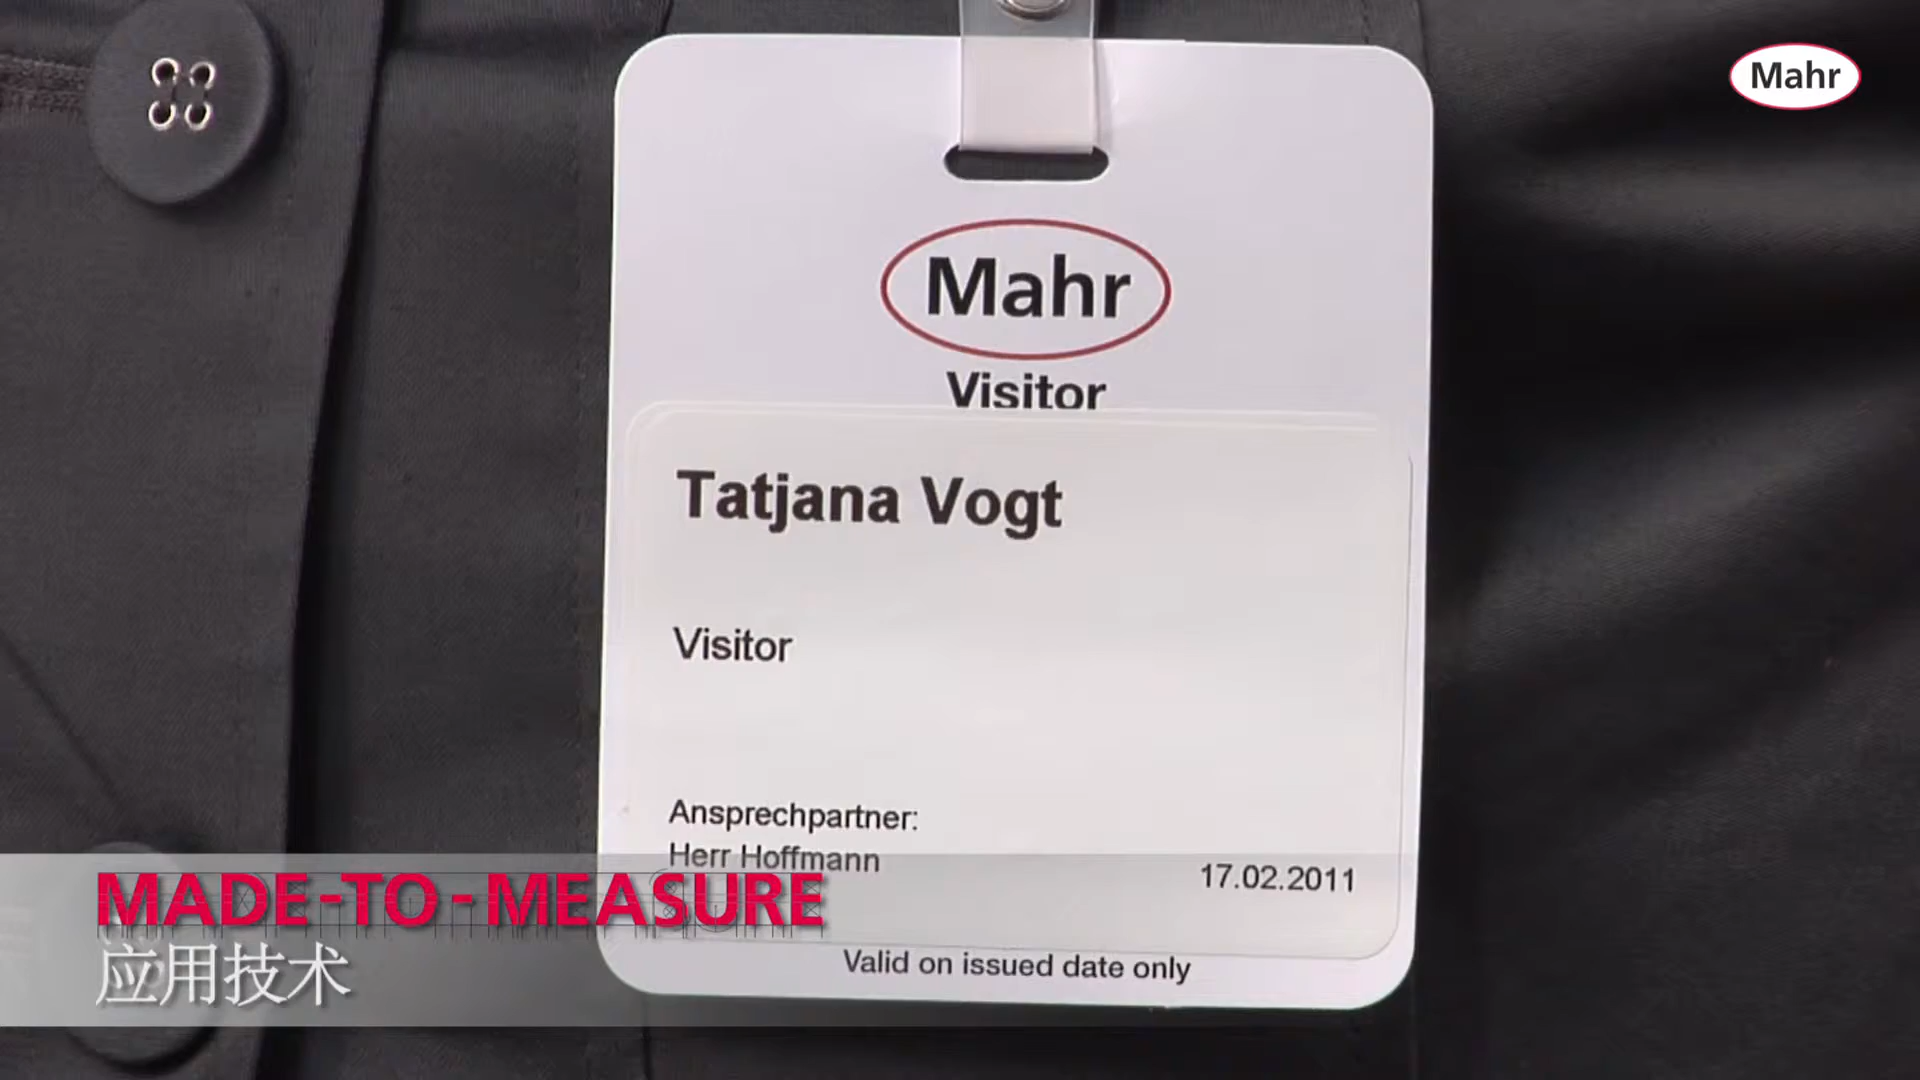 Mahr
Mahr
Visitor
Tatjana Vogt
Visitor
Ansprechpartner:
Herr Hoffmann
17.02.2011
MADE-TO-MEASURE
应用技术
Valid on issued date only